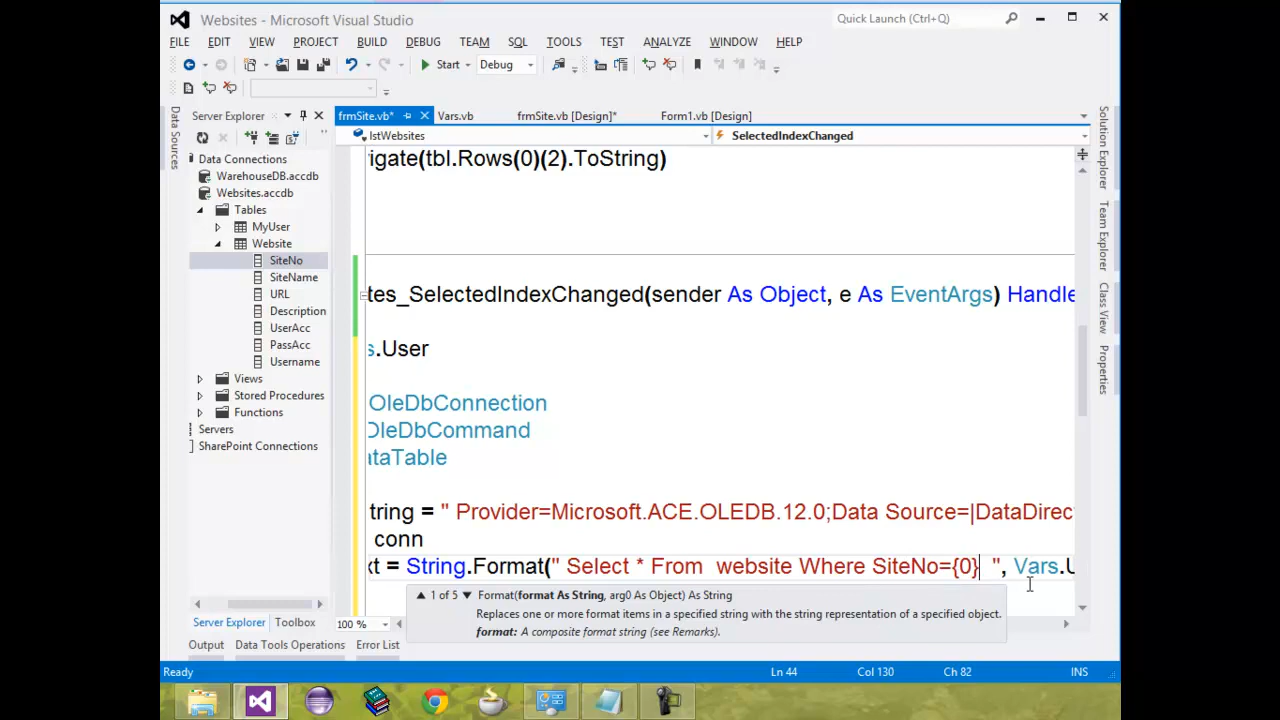 Websites - Microsoft Visual Studio
Quick Launch (Ctrl+Q)
FILE EDIT VIEW PROJECT BUILD DEBUG TEAM SQL TOOLS TEST ANALYZE WINDOW HELP
Start Debug
Data Sources
Server Explorer
Data Connections
WarehouseDB.accdb
Websites.accdb
Tables
MyUser
Website
SiteNo
SiteName
URL
Description
UserAcc
PassAcc
Username
Views
Stored Procedures
Functions
Servers
SharePoint Connections
Server Explorer Toolbox
frmSite.vb* Vars.vb frmSite.vb [Design]* Form1.vb [Design]
lstWebsites SelectedIndexChanged
rigate(tbl.Rows(0)(2).ToString)
tes_SelectedIndexChanged(sender As Object, e As EventArgs) Handle
s.User
OleDbConnection
OleDbCommand
ataTable
tring = " Provider=Microsoft.ACE.OLEDB.12.0;Data Source=|DataDirec
conn
xt = String.Format(" Select * From  website Where SiteNo={0}  ", Vars.U
1 of 5 Format(format As String, arg0 As Object) As String
Replaces one or more format items in a specified string with the string representation of a specified object.
format: A composite format string (see Remarks).
100 %
Solution Explorer
Team Explorer
Class View
Properties
Output Data Tools Operations Error List
Ready Ln 44 Col 130 Ch 82 INS